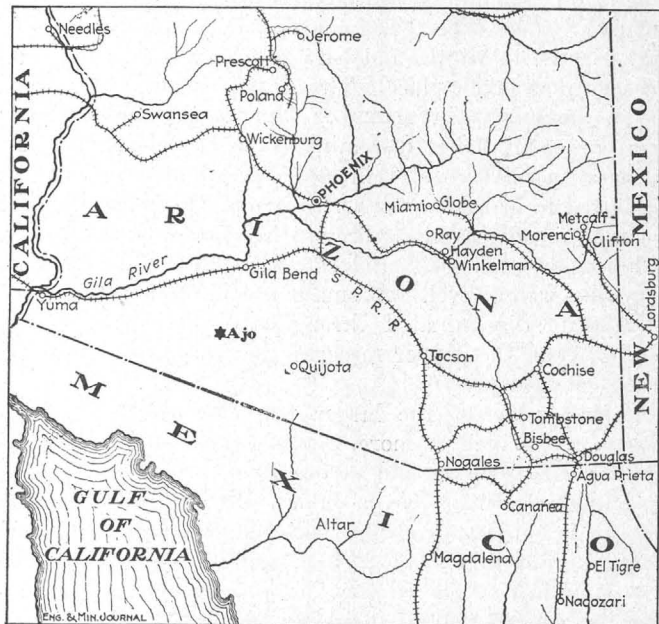 Needles
Jerome
Prescott
Poland
Swansea
Wickenburg
PHOENIX
CALIFORNIA
NEW MEXICO
ARIZONA
Miami
Globe
Metcalf
Morenci
Clifton
Ray
Hayden
Winkelman
Gila River
Gila Bend
Yuma
S.P.R.R.
Lordsburg
Ajo
Quijota
Tucson
Cochise
Tombstone
Bisbee
Nogales
Douglas
Agua Prieta
MEXICO
GULF
OF
CALIFORNIA
Altar
Cananea
Magdalena
El Tigre
Nacozari
ENG. & MIN. JOURNAL